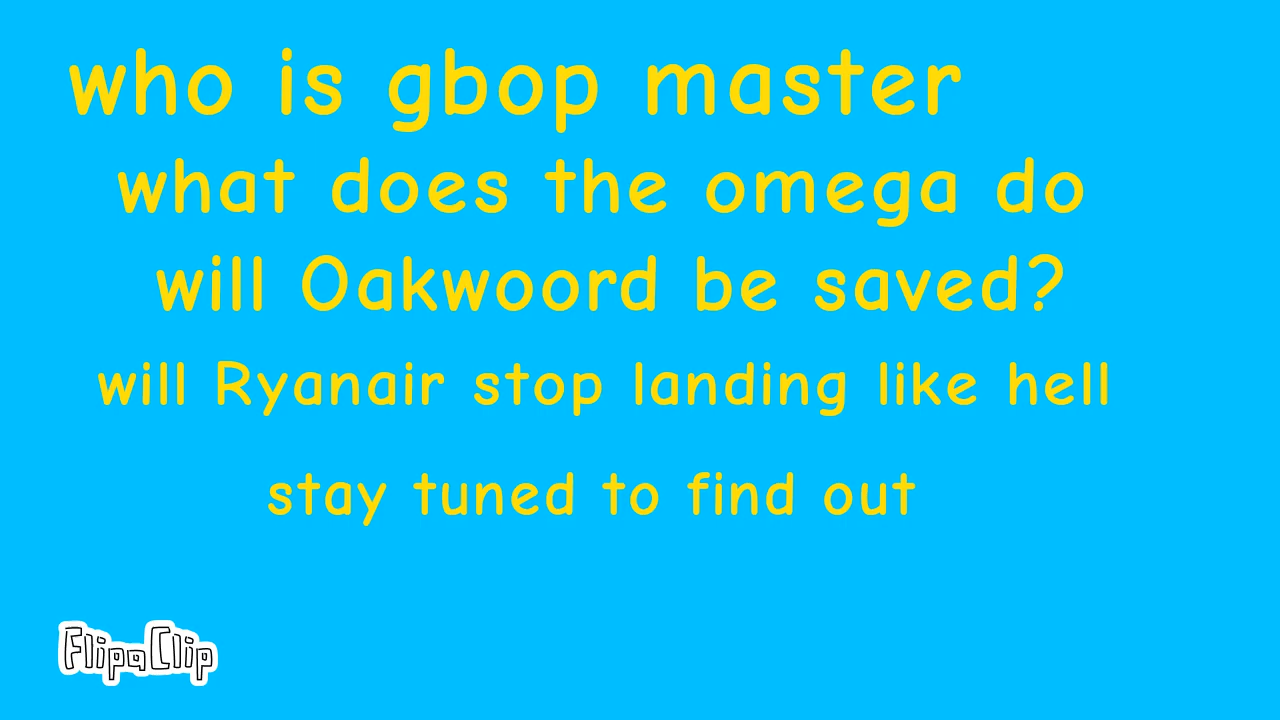 who is gbop master
what does the omega do
will Oakwoord be saved?
will Ryanair stop landing like hell
stay tuned to find out
FlipaClip